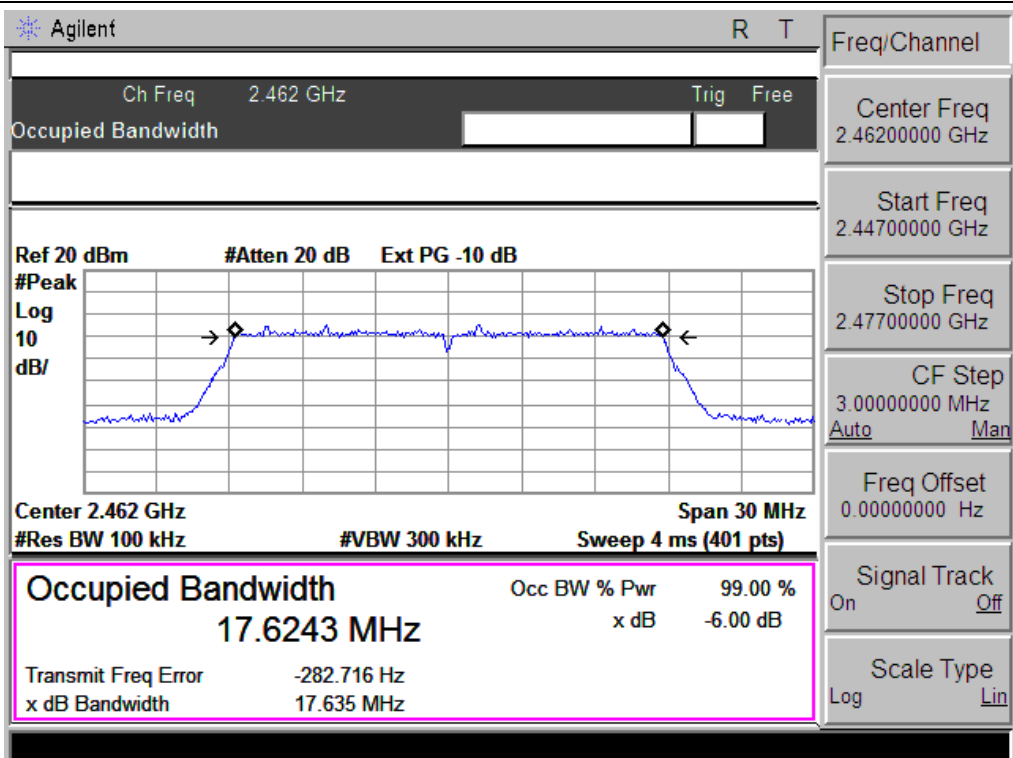 Agilent R T
Ch Freq 2.462 GHz Trig Free
Occupied Bandwidth
Ref 20 dBm #Atten 20 dB Ext PG -10 dB
#Peak
Log
10
dB/
Center 2.462 GHz Span 30 MHz
#Res BW 100 kHz #VBW 300 kHz Sweep 4 ms (401 pts)
Occupied Bandwidth
17.6243 MHz
Occ BW % Pwr 99.00 %
x dB -6.00 dB
Transmit Freq Error -282.716 Hz
x dB Bandwidth 17.635 MHz
Freq/Channel
Center Freq
2.46200000 GHz
Start Freq
2.44700000 GHz
Stop Freq
2.47700000 GHz
CF Step
3.00000000 MHz
Auto Man
Freq Offset
0.00000000 Hz
Signal Track
On Off
Scale Type
Log Lin